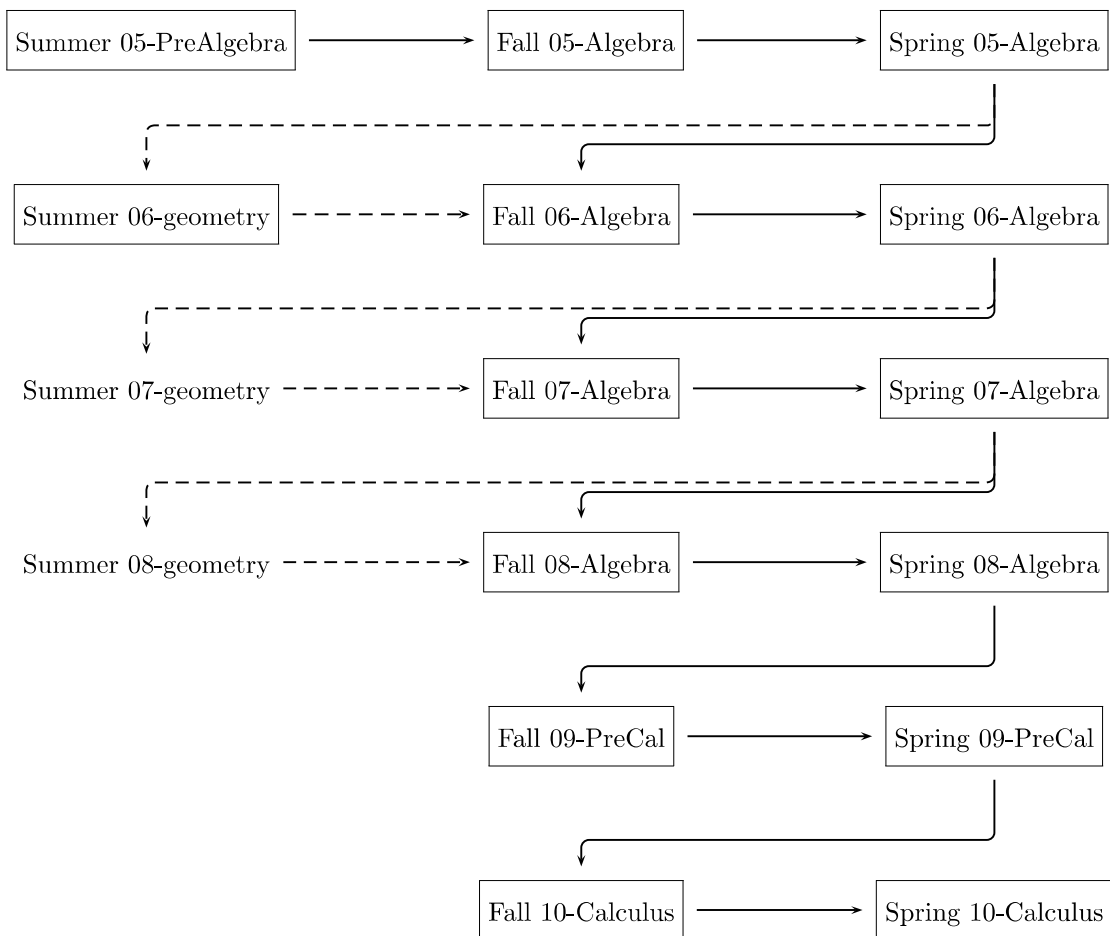 Summer 05-PreAlgebra Fall 05-Algebra Spring 05-Algebra
Summer 06-geometry Fall 06-Algebra Spring 06-Algebra
Summer 07-geometry Fall 07-Algebra Spring 07-Algebra
Summer 08-geometry Fall 08-Algebra Spring 08-Algebra
Fall 09-PreCal Spring 09-PreCal
Fall 10-Calculus Spring 10-Calculus